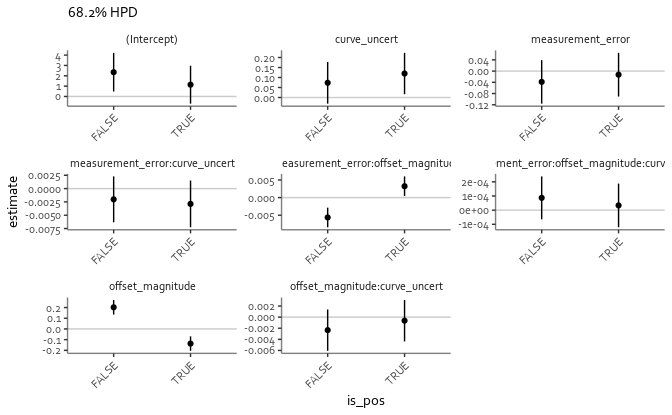 68.2% HPD
(Intercept)
curve_uncert
measurement_error
4
3
2
1
0
0.20
0.15
0.10
0.05
0.00
0.04
0.00
-0.04
-0.08
-0.12
FALSE
TRUE
FALSE
TRUE
FALSE
TRUE
measurement_error:curve_uncert
easurement_error:offset_magnitu
ment_error:offset_magnitude:curv
0.0025
0.0000
-0.0025
-0.0050
-0.0075
0.005
0.000
-0.005
2e-04
1e-04
0e+00
-1e-04
FALSE
TRUE
FALSE
TRUE
FALSE
TRUE
offset_magnitude
offset_magnitude:curve_uncert
0.2
0.1
0.0
-0.1
-0.2
0.002
0.000
-0.002
-0.004
-0.006
FALSE
TRUE
FALSE
TRUE
estimate
is_pos